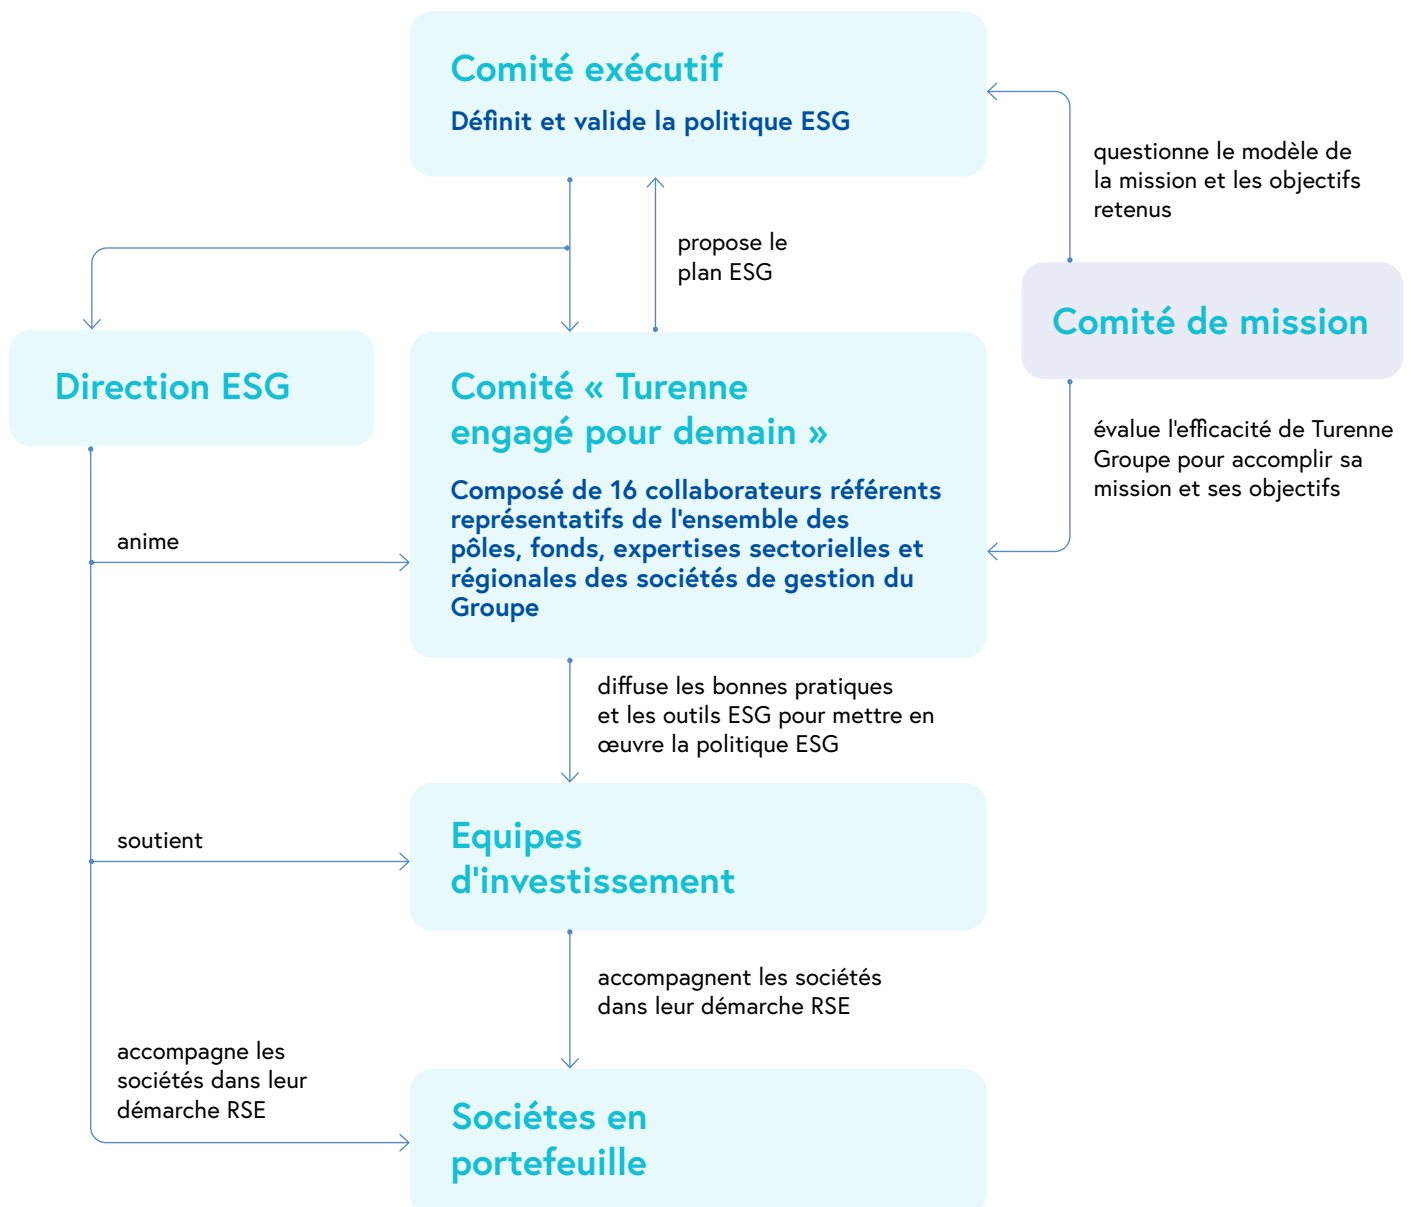 Comité exécutif
Définit et valide la politique ESG
questionne le modèle de
la mission et les objectifs
retenus
propose le
plan ESG
Comité de mission
Direction ESG
Comité « Turenne
engagé pour demain »
Composé de 16 collaborateurs référents
représentatifs de l'ensemble des
pôles, fonds, expertises sectorielles et
régionales des sociétés de gestion du
Groupe
évalue l'efficacité de Turenne
Groupe pour accomplir sa
mission et ses objectifs
anime
diffuse les bonnes pratiques
et les outils ESG pour mettre en
œuvre la politique ESG
soutient
Equipes
d'investissement
accompagnent les sociétés
dans leur démarche RSE
accompagne les
sociétés dans leur
démarche RSE
Sociétes en
portefeuille